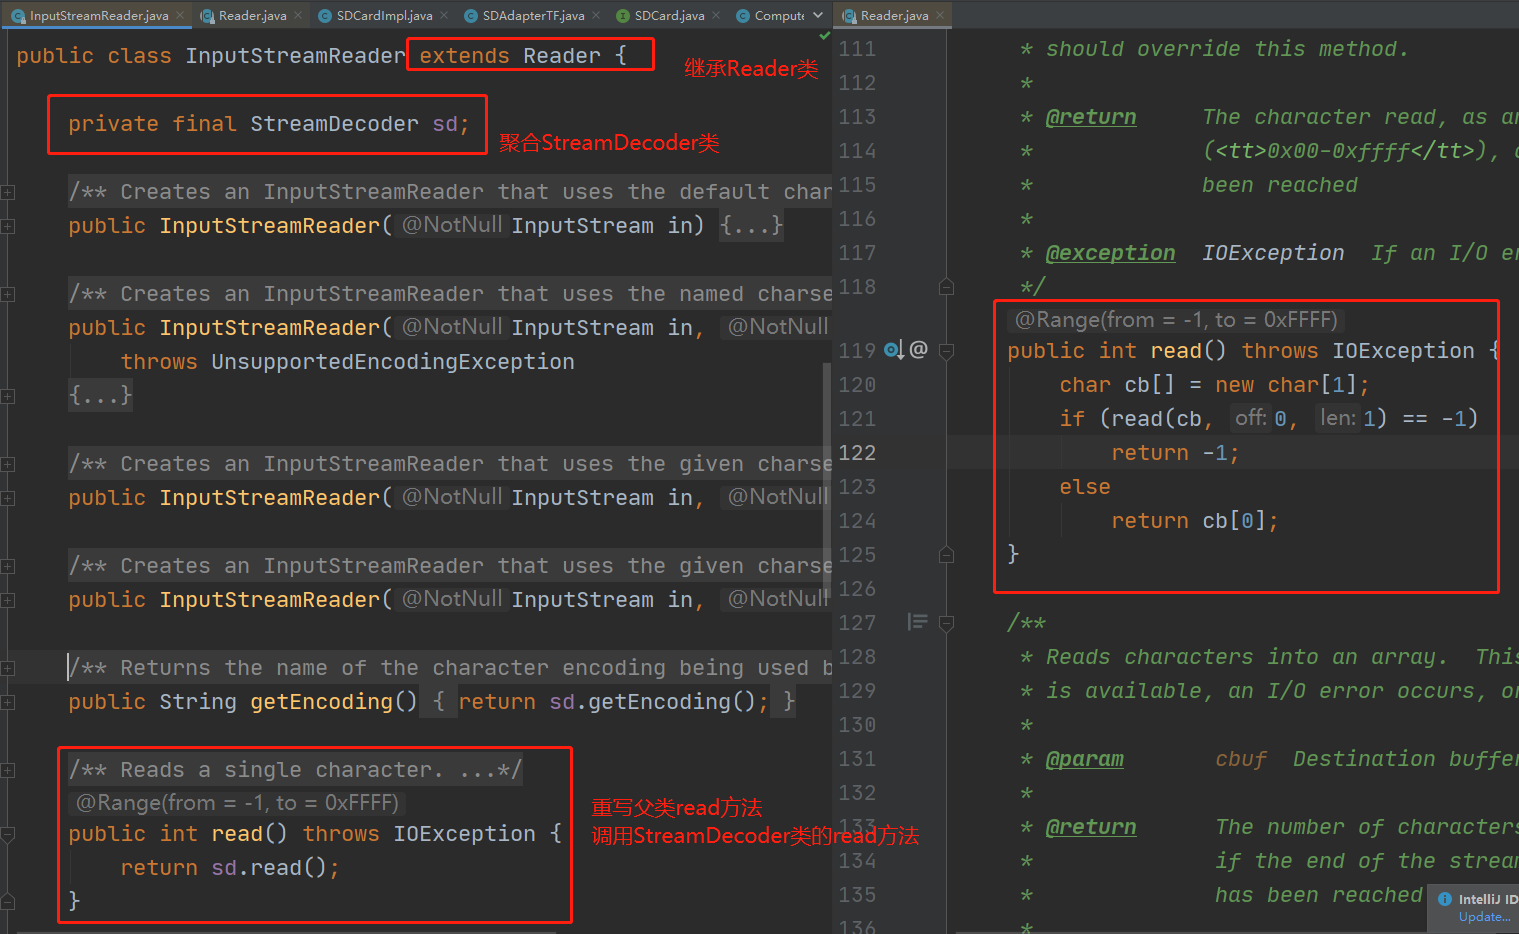 InputStreamReader.java
Reader.java
SDCardImpl.java
SDAdapterTF.java
SDCard.java
Compute
Reader.java
public class InputStreamReader extends Reader {
继承Reader类
private final StreamDecoder sd;
聚合StreamDecoder类
/** Creates an InputStreamReader that uses the default char
public InputStreamReader( @NotNull InputStream in) {...}
/** Creates an InputStreamReader that uses the named charse
public InputStreamReader( @NotNull InputStream in, @NotNull
throws UnsupportedEncodingException
{...}
/** Creates an InputStreamReader that uses the given charse
public InputStreamReader( @NotNull InputStream in, @NotNull
/** Creates an InputStreamReader that uses the given charse
public InputStreamReader( @NotNull InputStream in, @NotNull
/** Returns the name of the character encoding being used b
public String getEncoding() { return sd.getEncoding(); }
/** Reads a single character. ...*/
@Range(from = -1, to = 0xFFFF)
public int read() throws IOException {
return sd.read();
}
重写父类read方法
调用StreamDecoder类的read方法
111 * should override this method.
112 *
113 * @return The character read, as an
114 * (<tt>0x00-0xffff</tt>),
115 * been reached
116 *
117 * @exception IOException If an I/O er
118 */
@Range(from = -1, to = 0xFFFF)
119 @ public int read() throws IOException {
120 char cb[] = new char[1];
121 if (read(cb, off: 0, len: 1) == -1)
122 return -1;
123 else
124 return cb[0];
125 }
126
127 /**
128 * Reads characters into an array. This
129 * is available, an I/O error occurs, or
130 *
131 * @param cbuf Destination buffer
132 *
133 * @return The number of characters
134 * if the end of the stream
135 * has been reached
136 *
IntelliJ ID
Update...